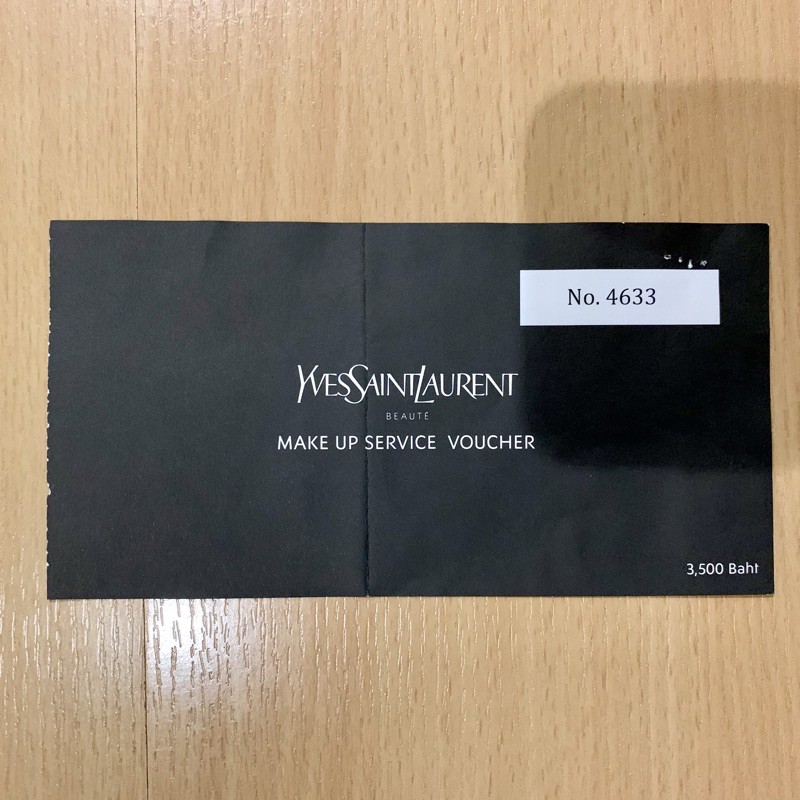 No. 4633
YVESSAINTLAURENT
BEAUTÉ
MAKE UP SERVICE VOUCHER
3,500 Baht